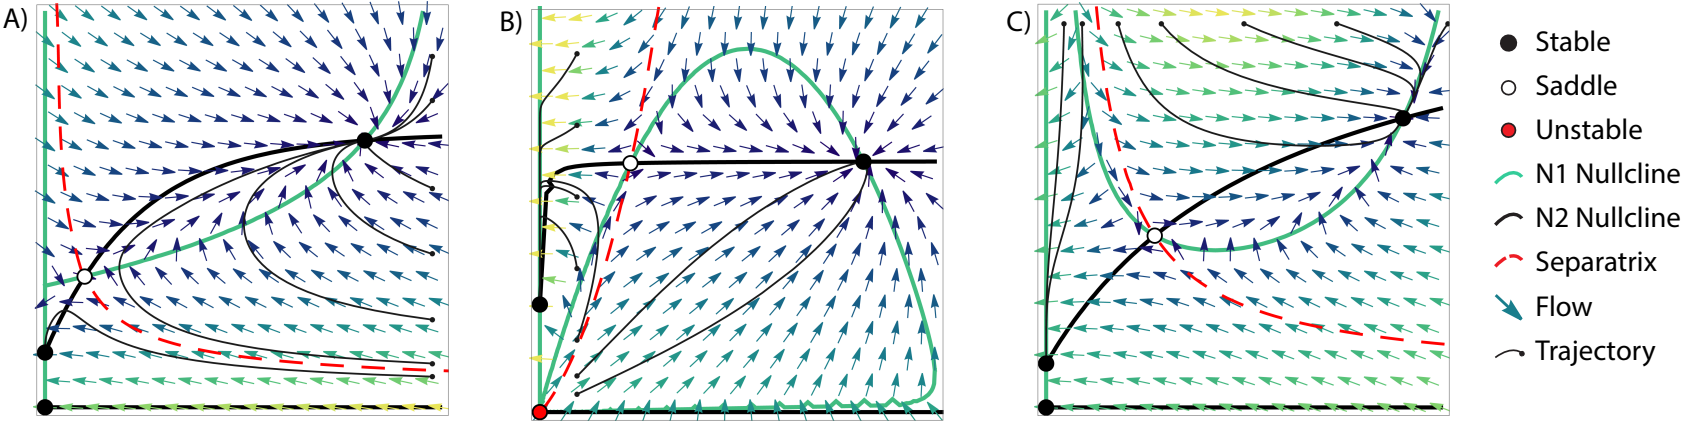 A)
B)
C)
Stable
Saddle
Unstable
N1 Nullcline
N2 Nullcline
Separatrix
Flow
Trajectory